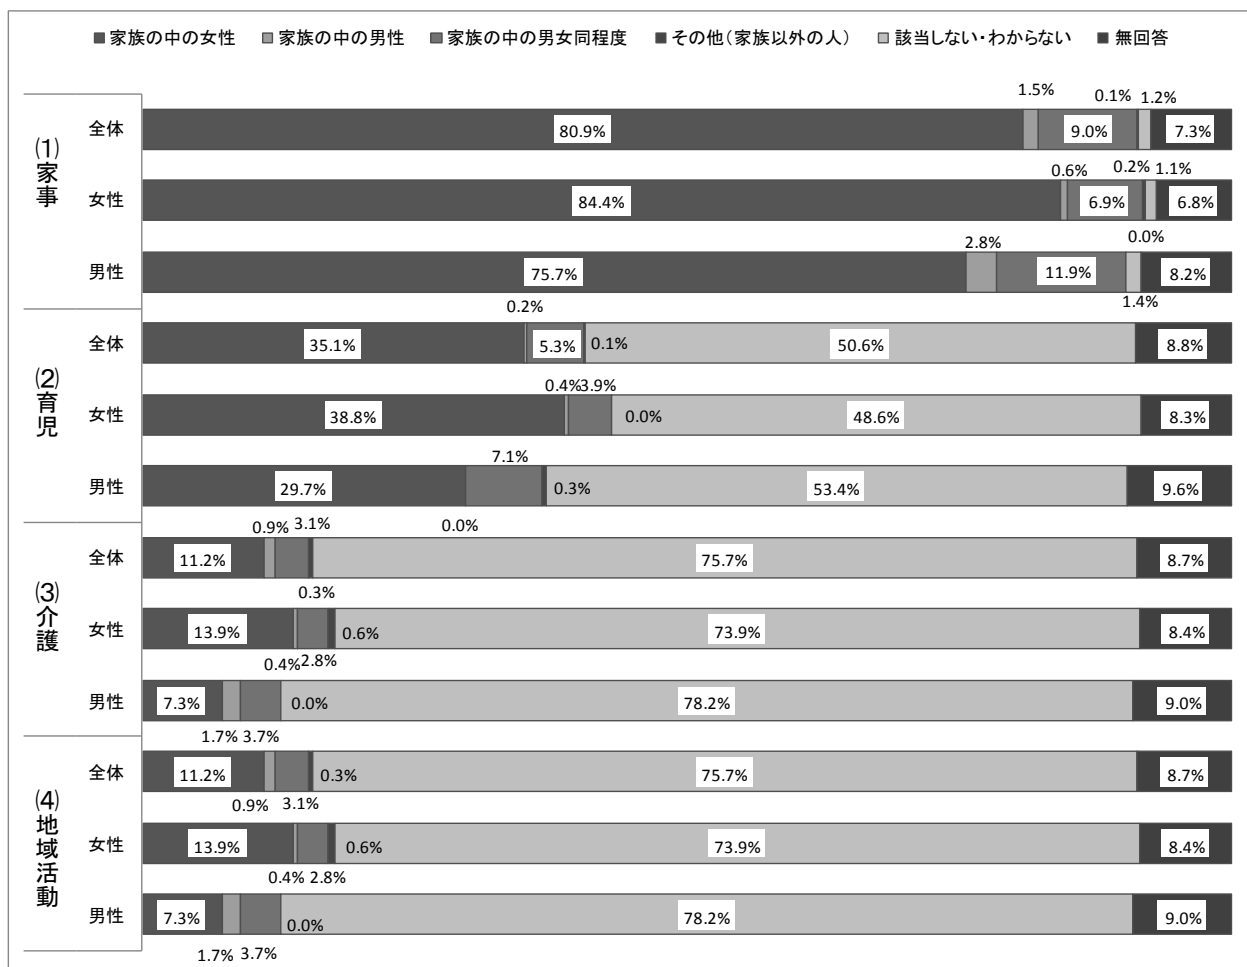 家族の中の女性 家族の中の男性 家族の中の男女同程度 その他(家族以外の人) 該当しない・わからない 無回答
(1)家事
1.5% 0.1% 1.2%
全体 80.9% 9.0% 7.3%
0.6% 0.2% 1.1%
女性 84.4% 6.9% 6.8%
2.8% 0.0%
男性 75.7% 11.9% 8.2%
1.4%
(2)育児
0.2%
全体 35.1% 5.3% 0.1% 50.6% 8.8%
0.4% 3.9%
女性 38.8% 0.0% 48.6% 8.3%
7.1%
男性 29.7% 0.3% 53.4% 9.6%
0.0%
(3)介護
0.9% 3.1%
全体 11.2% 75.7% 8.7%
0.3%
女性 13.9% 0.6% 73.9% 8.4%
0.4% 2.8%
男性 7.3% 0.0% 78.2% 9.0%
1.7% 3.7%
(4)地域活動
全体 11.2% 0.3% 75.7% 8.7%
0.9% 3.1%
女性 13.9% 0.6% 73.9% 8.4%
0.4% 2.8%
男性 7.3% 0.0% 78.2% 9.0%
1.7% 3.7%